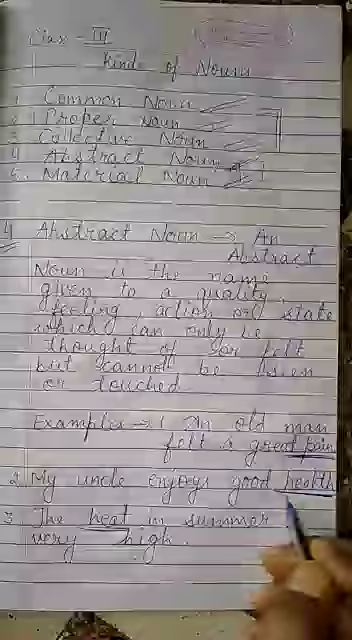 Class - III
Kinds of Noun
1. Common Noun
2. Proper Noun
3. Collective Noun
4. Abstract Noun
5. Material Noun
4 Abstract Noun → An
Abstract
Noun is the name
given to a quality,
feeling, action or state
which can only be
thought of or felt
but cannot be seen
or touched
Examples → 1 An old man
felt a great pain
2 My uncle enjoys good health
3 The heat in summer
very high.